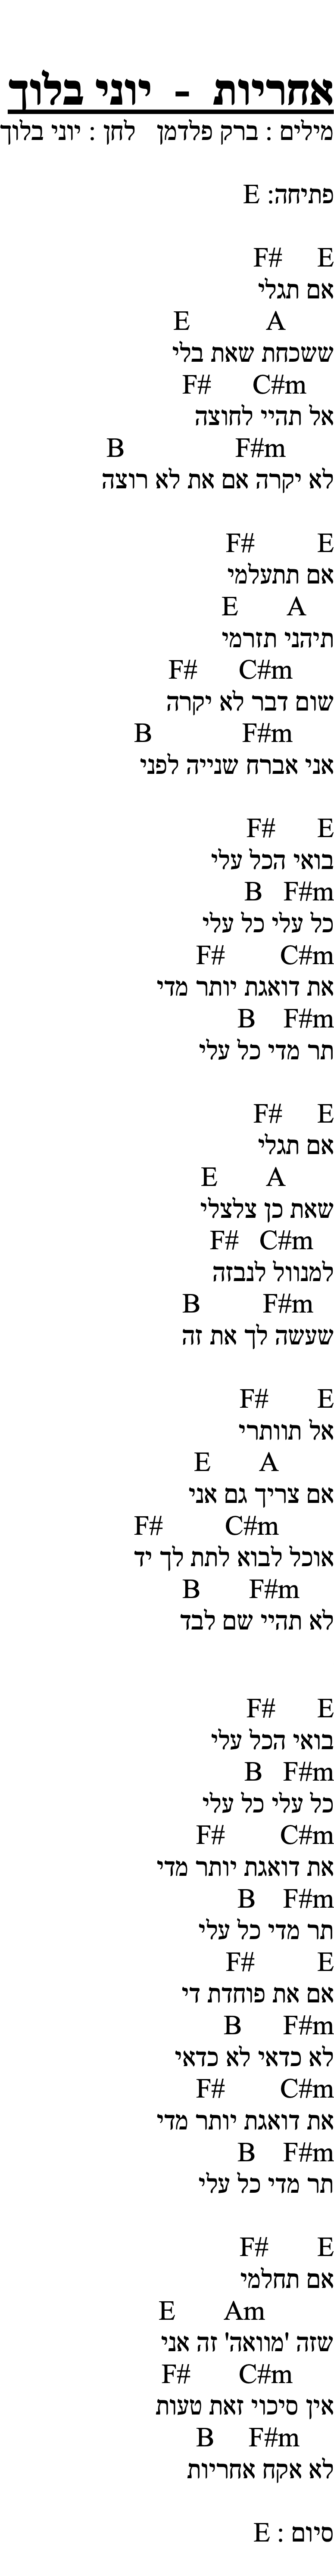 אחריות - יוני בלוך
מילים : ברק פלדמן   לחן : יוני בלוך
פתיחה: E
F#     E
אם תגלי
E           A
ששכחת שאת בלי
F#      C#m
אל תהיי לחוצה
B                F#m
לא יקרה אם את לא רוצה
F#         E
אם תתעלמי
E       A
תיהני תזרמי
F#      C#m
שום דבר לא יקרה
B             F#m
אני אברח שנייה לפני
F#      E
בואי הכל עלי
B   F#m
כל עלי כל עלי
F#        C#m
את דואגת יותר מדי
B    F#m
תר מדי כל עלי
F#     E
אם תגלי
E       A
שאת כן צלצלי
F#   C#m
למנוול לנבזה
B         F#m
שעשה לך את זה
F#       E
אל תוותרי
E       A
אם צריך גם אני
F#         C#m
אוכל לבוא לתת לך יד
B       F#m
לא תהיי שם לבד
F#      E
בואי הכל עלי
B   F#m
כל עלי כל עלי
F#        C#m
את דואגת יותר מדי
B    F#m
תר מדי כל עלי
F#         E
אם את פוחדת די
B      F#m
לא כדאי לא כדאי
F#        C#m
את דואגת יותר מדי
B    F#m
תר מדי כל עלי
F#       E
אם תחלמי
E       Am
שזה 'מוואה' זה אני
F#       C#m
אין סיכוי זאת טעות
B     F#m
לא אקח אחריות
סיום : E